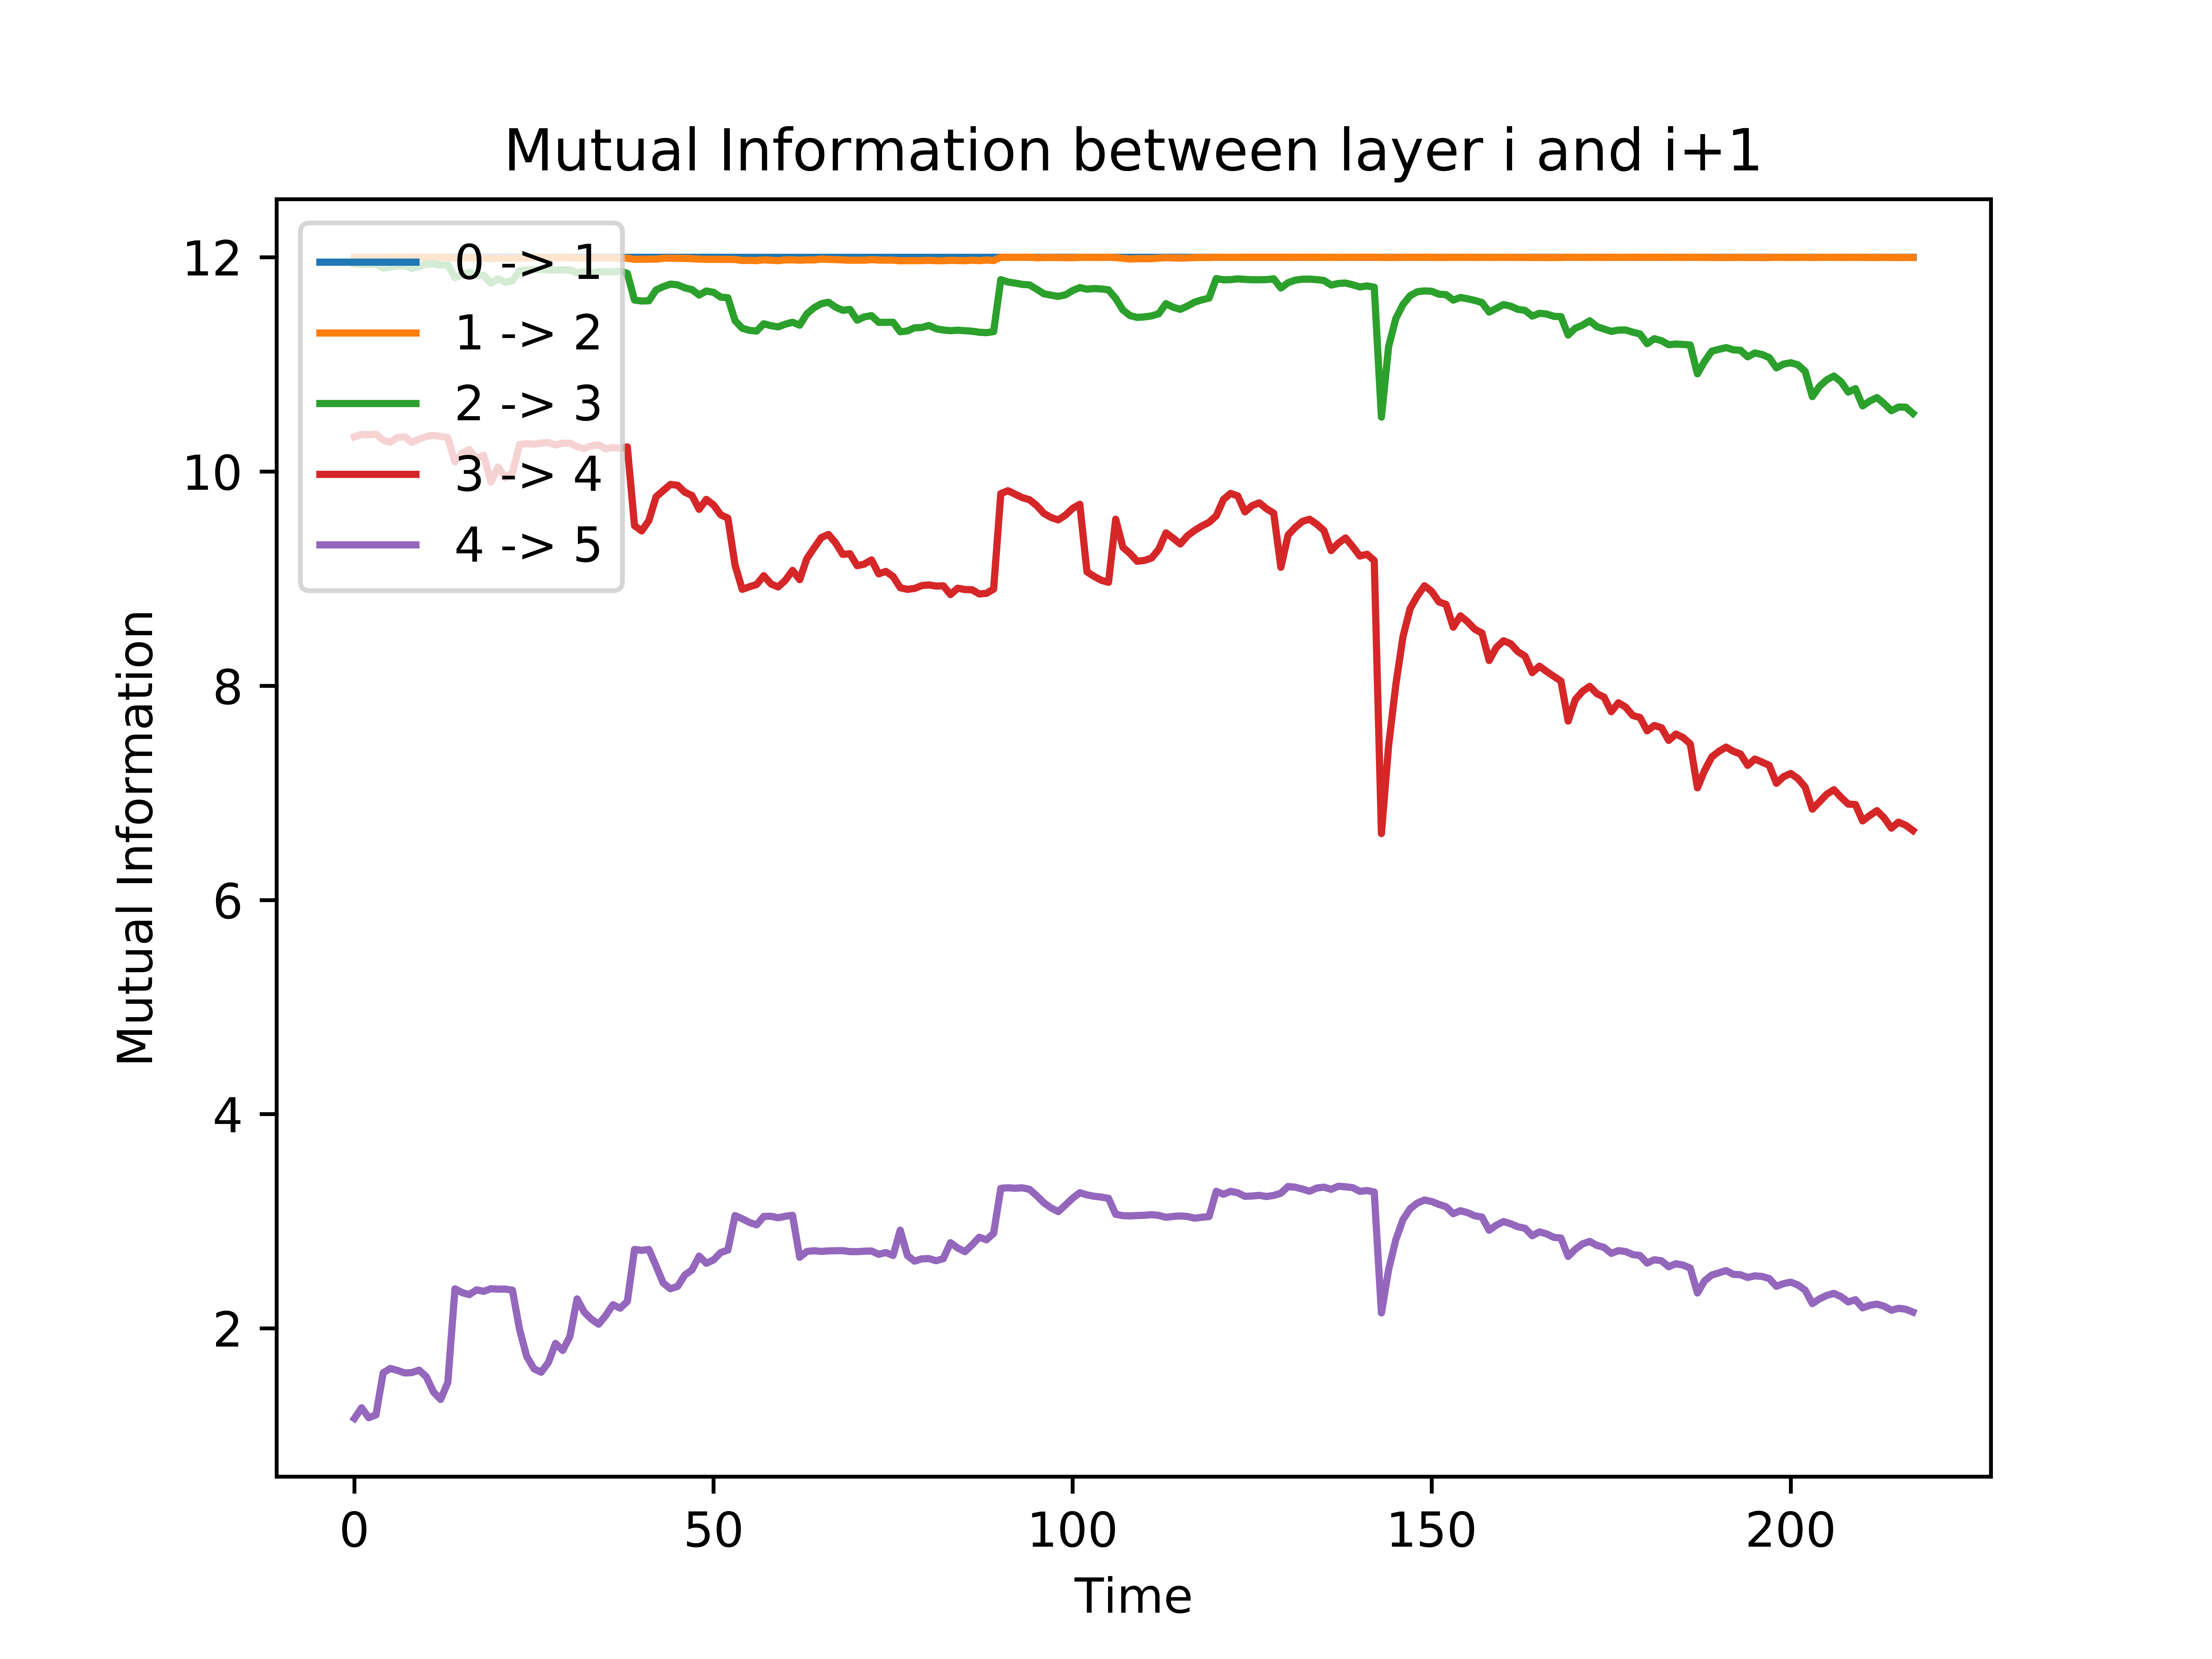 Mutual Information between layer i and i+1
0 -> 1
1 -> 2
2 -> 3
3 -> 4
4 -> 5
Mutual Information
12
10
8
6
4
2
0 50 100 150 200
Time